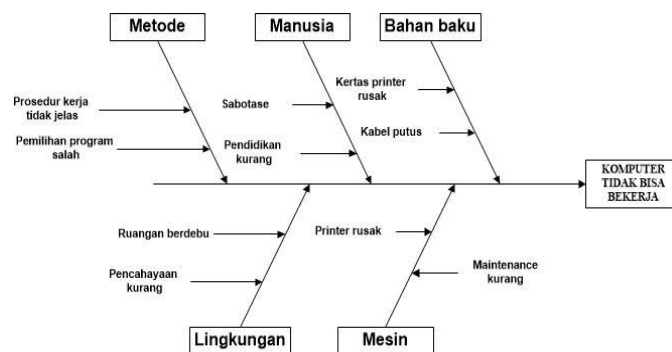 Metode
Manusia
Bahan baku
Prosedur kerja
tidak jelas
Pemilihan program
salah
Sabotase
Pendidikan
kurang
Kertas printer
rusak
Kabel putus
KOMPUTER
TIDAK BISA
BEKERJA
Ruangan berdebu
Pencahayaan
kurang
Printer rusak
Maintenance
kurang
Lingkungan
Mesin